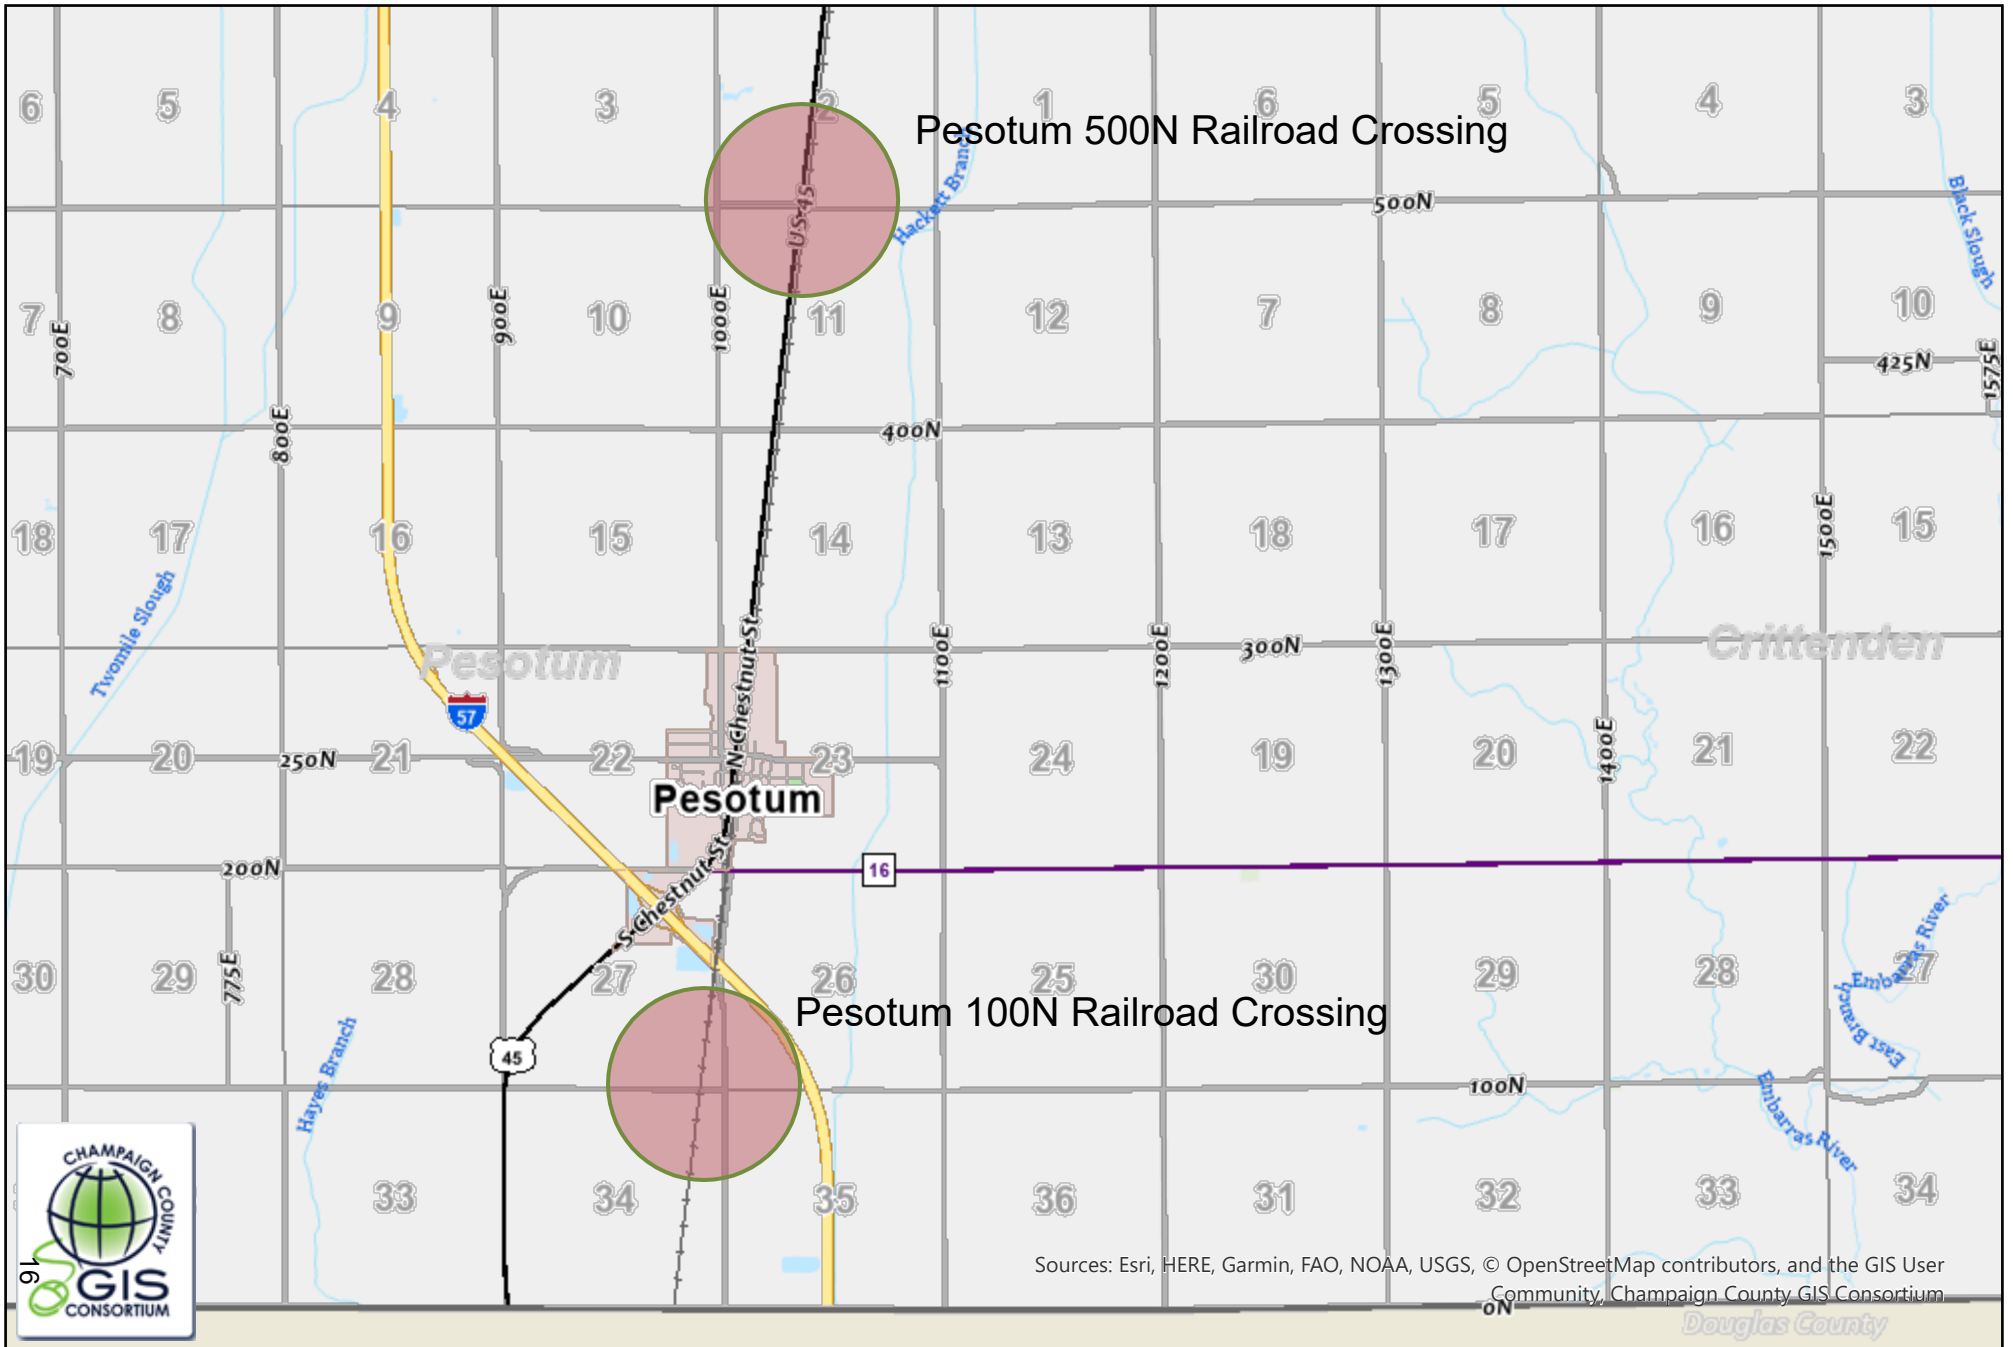 6
5
4
3
2
1
6
5
4
3
Pesotum 500N Railroad Crossing
Hackett Branch
US-45
500N
Black Slough
7
8
9
10
11
12
7
8
9
10
700E
900E
1000E
425N
1575E
800E
400N
18
17
16
15
14
13
18
17
16
15
1500E
Twomile Slough
Pesotum
N Chestnut St
1100E
1200E
300N
1300E
Crittenden
57
19
20
250N
21
22
23
24
19
20
1400E
21
22
Pesotum
200N
S Chestnut St
16
30
29
775E
28
27
26
25
30
29
28
27
Embarras River
East Branch
Pesotum 100N Railroad Crossing
Hayes Branch
45
100N
Embarras River
33
34
35
36
31
32
33
34
CHAMPAIGN COUNTY
GIS
CONSORTIUM
16
Sources: Esri, HERE, Garmin, FAO, NOAA, USGS, © OpenStreetMap contributors, and the GIS User
Community, Champaign County GIS Consortium
0N
Douglas County